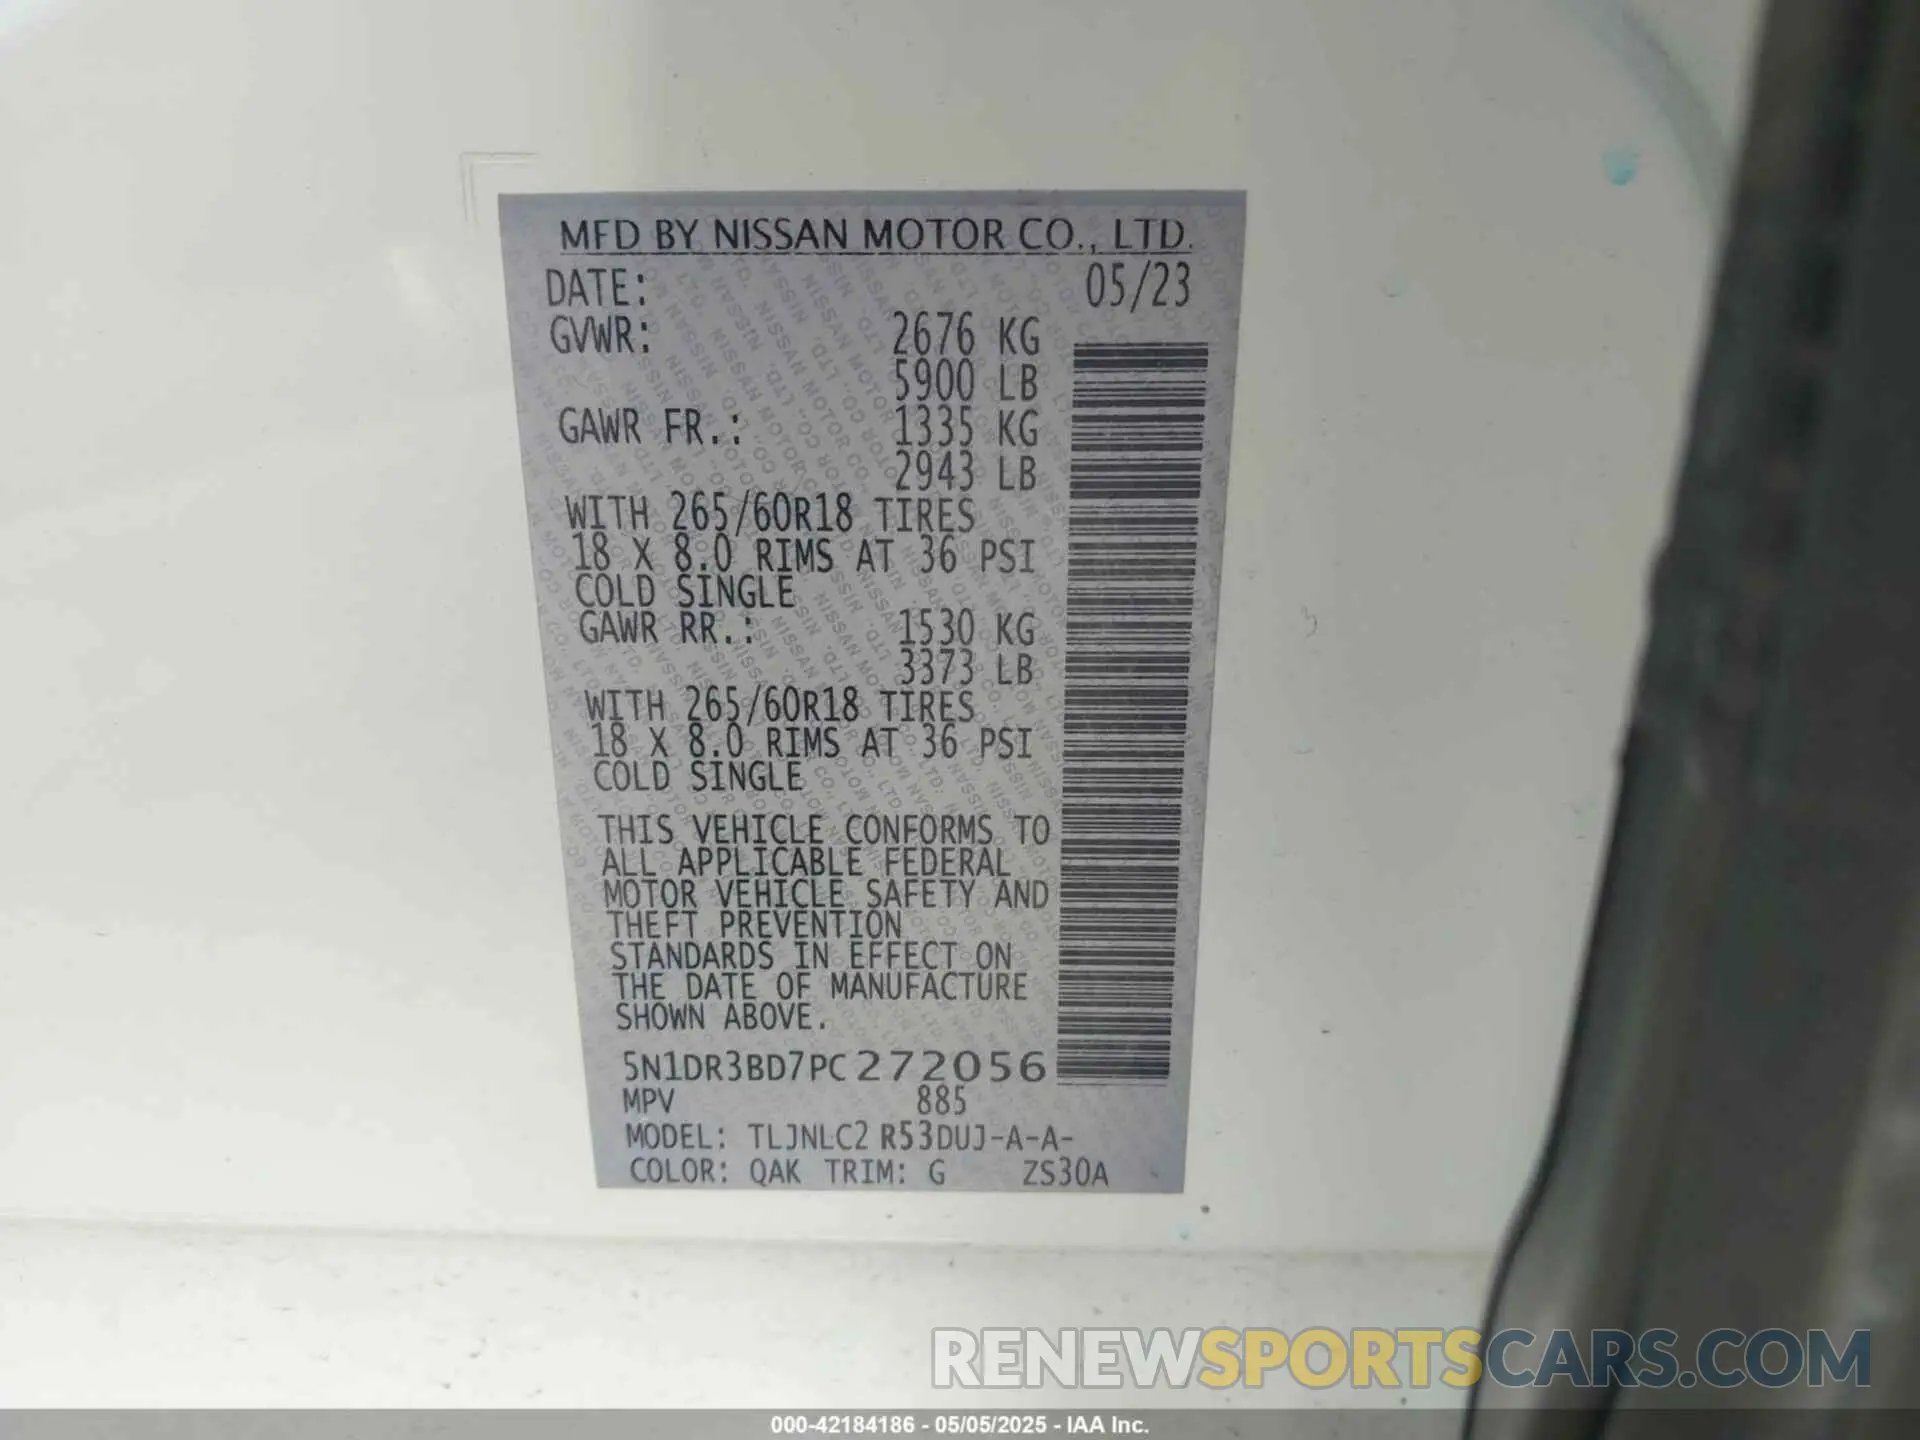 MFD BY NISSAN MOTOR CO., LTD.
DATE: 05/23
GVWR: 2676 KG
5900 LB
GAWR FR.: 1335 KG
2943 LB
WITH 265/60R18 TIRES
18 X 8.0 RIMS AT 36 PSI
COLD SINGLE
GAWR RR.: 1530 KG
3373 LB
WITH 265/60R18 TIRES
18 X 8.0 RIMS AT 36 PSI
COLD SINGLE
THIS VEHICLE CONFORMS TO
ALL APPLICABLE FEDERAL
MOTOR VEHICLE SAFETY AND
THEFT PREVENTION
STANDARDS IN EFFECT ON
THE DATE OF MANUFACTURE
SHOWN ABOVE.
5N1DR3BD7PC272056
MPV 885
MODEL: TLJNLC2 R53DUJ-A-A-
COLOR: QAK TRIM: G ZS30A
RENEWSPORTSCARS.COM
000-42184186 - 05/05/2025 - IAA Inc.